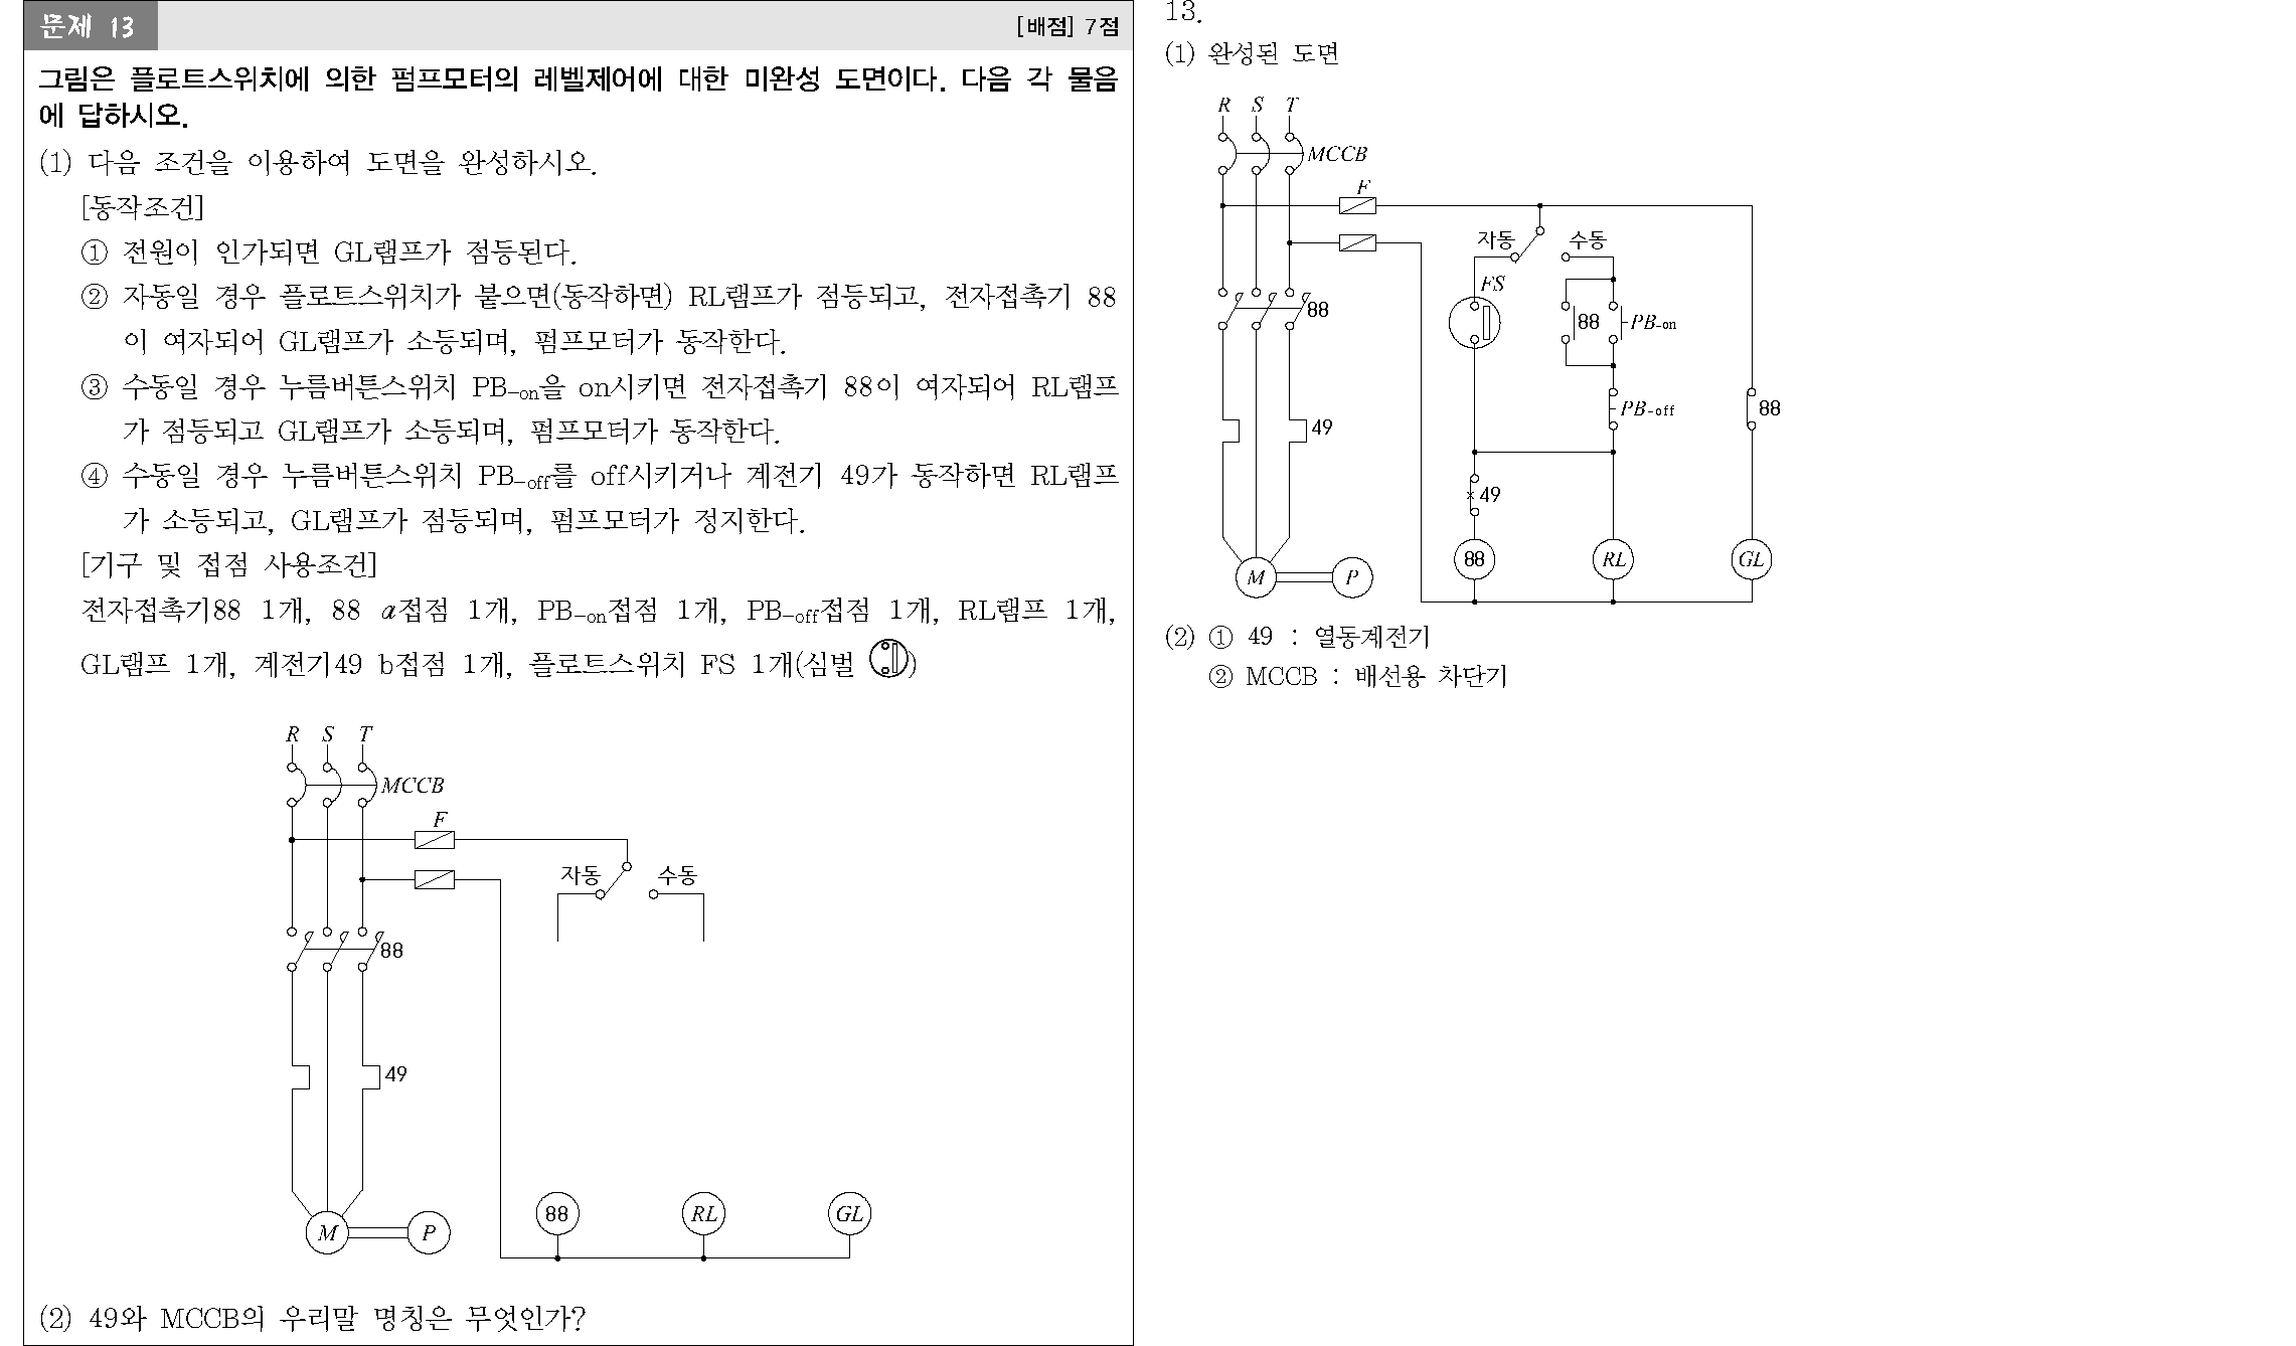 문제 13
[배점] 7점
그림은 플로트스위치에 의한 펌프모터의 레벨제어에 대한 미완성 도면이다. 다음 각 물음
에 답하시오.
(1) 다음 조건을 이용하여 도면을 완성하시오.
[동작조건]
① 전원이 인가되면 GL램프가 점등된다.
② 자동일 경우 플로트스위치가 붙으면(동작하면) RL램프가 점등되고, 전자접촉기 88
이 여자되어 GL램프가 소등되며, 펌프모터가 동작한다.
③ 수동일 경우 누름버튼스위치 PB-on을 on시키면 전자접촉기 88이 여자되어 RL램프
가 점등되고 GL램프가 소등되며, 펌프모터가 동작한다.
④ 수동일 경우 누름버튼스위치 PB-off를 off시키거나 계전기 49가 동작하면 RL램프
가 소등되고, GL램프가 점등되며, 펌프모터가 정지한다.
[기구 및 접점 사용조건]
전자접촉기88 1개, 88 a접점 1개, PB-on접점 1개, PB-off접점 1개, RL램프 1개,
GL램프 1개, 계전기49 b접점 1개, 플로트스위치 FS 1개(심벌 )
R S T
MCCB
F
자동 수동
88
49
88 RL GL
M P
(2) 49와 MCCB의 우리말 명칭은 무엇인가?
13.
(1) 완성된 도면
R S T
MCCB
F
자동 수동
FS
88
88 PB-on
PB-off 88
49
49
88 RL GL
M P
(2) ① 49 : 열동계전기
② MCCB : 배선용 차단기